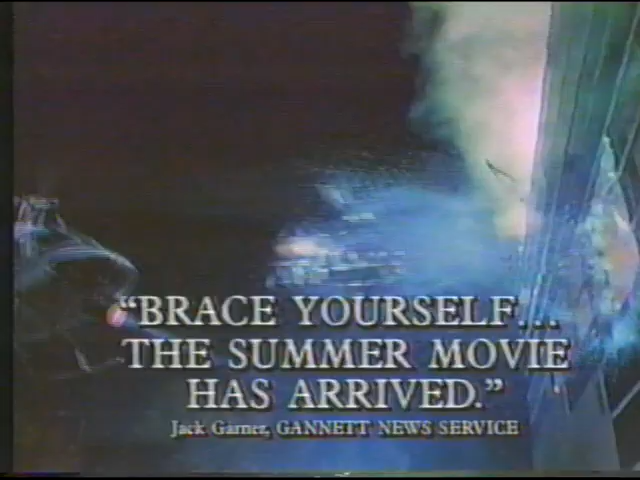 “BRACE YOURSELF...
THE SUMMER MOVIE
HAS ARRIVED.”
Jack Garner, GANNETT NEWS SERVICE